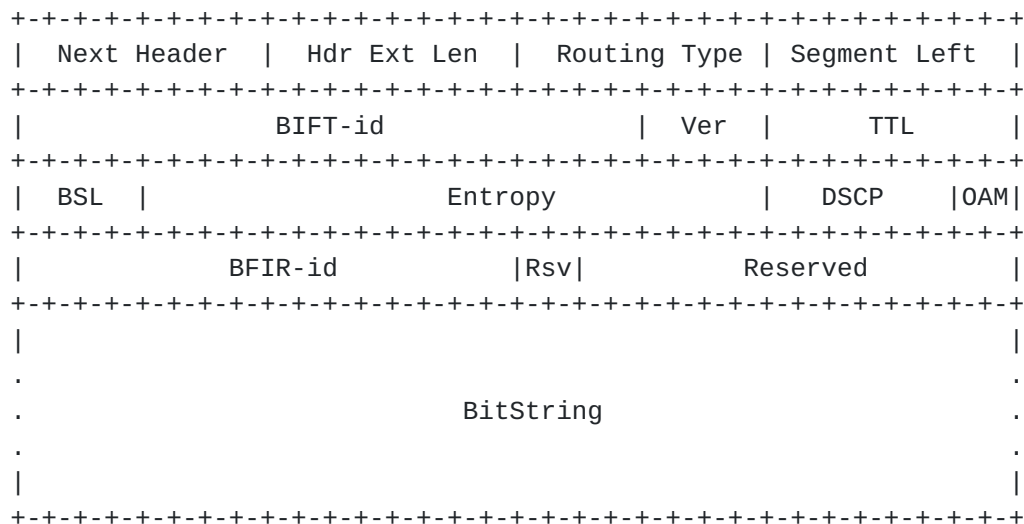 +-+-+-+-+-+-+-+-+-+-+-+-+-+-+-+-+-+-+-+-+-+-+-+-+-+-+-+-+-+-+-+-+
|  Next Header  |  Hdr Ext Len  |  Routing Type | Segment Left  |
+-+-+-+-+-+-+-+-+-+-+-+-+-+-+-+-+-+-+-+-+-+-+-+-+-+-+-+-+-+-+-+-+
|                BIFT-id                |  Ver  |      TTL      |
+-+-+-+-+-+-+-+-+-+-+-+-+-+-+-+-+-+-+-+-+-+-+-+-+-+-+-+-+-+-+-+-+
|  BSL  |                   Entropy             |   DSCP    |OAM|
+-+-+-+-+-+-+-+-+-+-+-+-+-+-+-+-+-+-+-+-+-+-+-+-+-+-+-+-+-+-+-+-+
|             BFIR-id           |Rsv|          Reserved         |
+-+-+-+-+-+-+-+-+-+-+-+-+-+-+-+-+-+-+-+-+-+-+-+-+-+-+-+-+-+-+-+-+
|                                                               |
.                                                               .
.                            BitString                          .
.                                                               .
|                                                               |
+-+-+-+-+-+-+-+-+-+-+-+-+-+-+-+-+-+-+-+-+-+-+-+-+-+-+-+-+-+-+-+-+